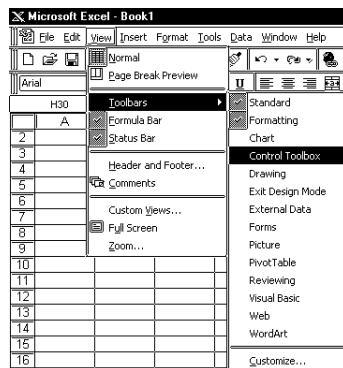 Microsoft Excel - Book1
File Edit View Insert Format Tools Data Window Help
Normal
Page Break Preview
Arial
U
H30
Toolbars
Standard
A
Formula Bar
Formatting
2
Status Bar
Chart
3
Control Toolbox
4
Header and Footer...
Drawing
5
Comments
Exit Design Mode
6
External Data
7
Custom Views...
Forms
8
Full Screen
Picture
9
Zoom...
10
PivotTable
11
Reviewing
12
Visual Basic
13
Web
14
WordArt
15
16
Customize...